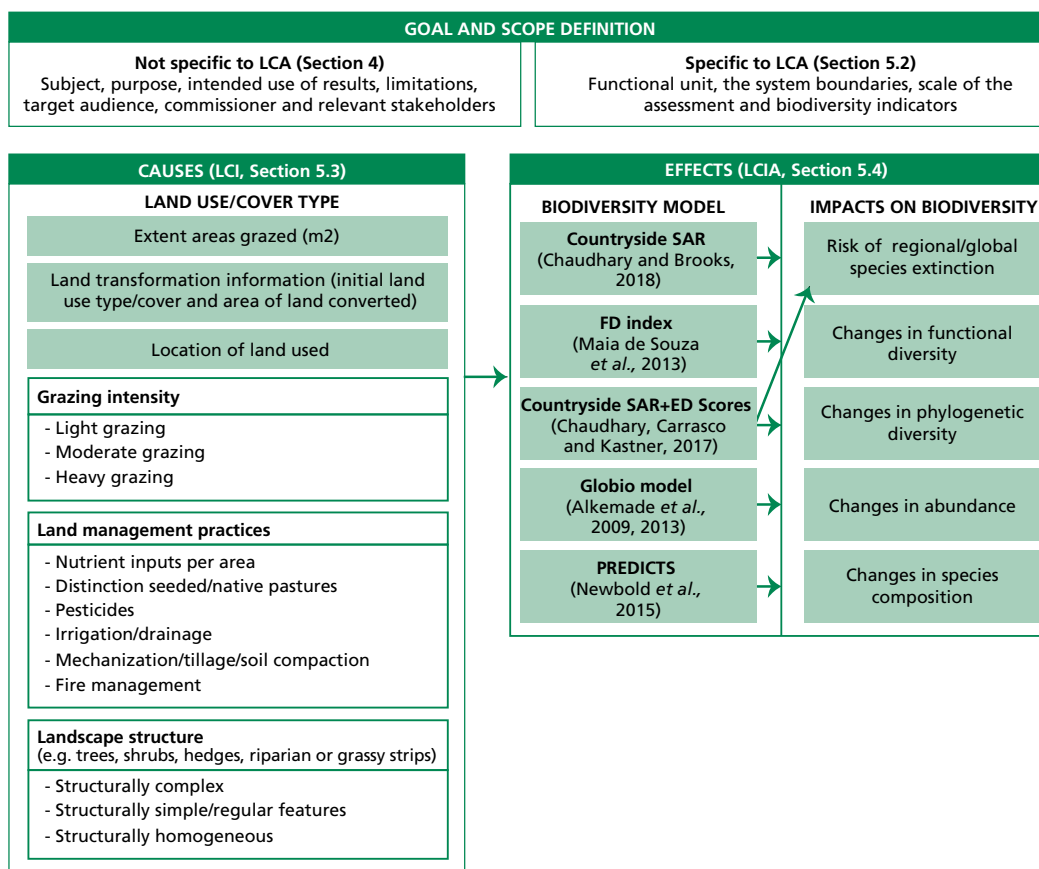 GOAL AND SCOPE DEFINITION
Not specific to LCA (Section 4)
Subject, purpose, intended use of results, limitations,
target audience, commissioner and relevant stakeholders
Specific to LCA (Section 5.2)
Functional unit, the system boundaries, scale of the
assessment and biodiversity indicators
CAUSES (LCI, Section 5.3)
LAND USE/COVER TYPE
Extent areas grazed (m2)
Land transformation information (initial land
use type/cover and area of land converted)
Location of land used
Grazing intensity
- Light grazing
- Moderate grazing
- Heavy grazing
Land management practices
- Nutrient inputs per area
- Distinction seeded/native pastures
- Pesticides
- Irrigation/drainage
- Mechanization/tillage/soil compaction
- Fire management
Landscape structure
(e.g. trees, shrubs, hedges, riparian or grassy strips)
- Structurally complex
- Structurally simple/regular features
- Structurally homogeneous
EFFECTS (LCIA, Section 5.4)
BIODIVERSITY MODEL
Countryside SAR
(Chaudhary and Brooks,
2018)
FD index
(Maia de Souza
et al., 2013)
Countryside SAR+ED Scores
(Chaudhary, Carrasco
and Kastner, 2017)
Globio model
(Alkemade et al.,
2009, 2013)
PREDICTS
(Newbold et al.,
2015)
IMPACTS ON BIODIVERSITY
Risk of regional/global
species extinction
Changes in functional
diversity
Changes in phylogenetic
diversity
Changes in abundance
Changes in species
composition